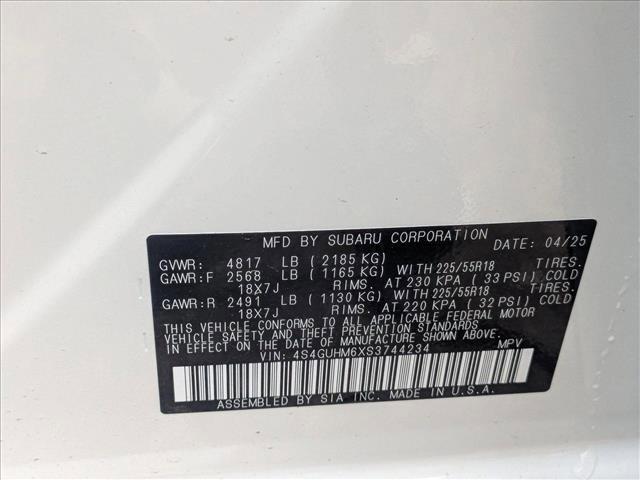 MFD BY SUBARU CORPORATION DATE: 04/25
GVWR: 4817 LB ( 2185 KG)
GAWR:F 2568 LB ( 1165 KG) WITH 225/55R18 TIRES.
18X7J RIMS. AT 230 KPA ( 33 PSI) COLD
GAWR:R 2491 LB ( 1130 KG) WITH 225/55R18 TIRES.
18X7J RIMS. AT 220 KPA ( 32 PSI) COLD
THIS VEHICLE CONFORMS TO ALL APPLICABLE FEDERAL MOTOR
VEHICLE SAFETY AND THEFT PREVENTION STANDARDS
IN EFFECT ON THE DATE OF MANUFACTURE SHOWN ABOVE.
VIN: 4S4GUHM6XS3744234 MPV
ASSEMBLED BY SIA INC. MADE IN U.S.A.